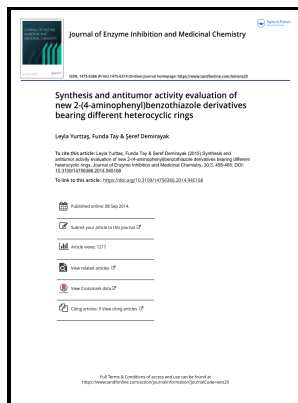 Taylor & Francis
Journal of Enzyme Inhibition and Medicinal Chemistry
ISSN: 1475-6366 (Print) 1475-6374 (Online) Journal homepage: https://www.tandfonline.com/loi/ienz20
Synthesis and antitumor activity evaluation of
new 2-(4-aminophenyl)benzothiazole derivatives
bearing different heterocyclic rings
Leyla Yurttaş, Funda Tay & Şeref Demirayak
To cite this article: Leyla Yurttaş, Funda Tay & Şeref Demirayak (2015) Synthesis and
antitumor activity evaluation of new 2-(4-aminophenyl)benzothiazole derivatives bearing different
heterocyclic rings, Journal of Enzyme Inhibition and Medicinal Chemistry, 30:3, 458-465, DOI:
10.3109/14756366.2014.945168
To link to this article: https://doi.org/10.3109/14756366.2014.945168
Published online: 08 Sep 2014.
Submit your article to this journal
Article views: 1217
View related articles
View Crossmark data
Citing articles: 9 View citing articles
Full Terms & Conditions of access and use can be found at
https://www.tandfonline.com/action/journalInformation?journalCode=ienz20